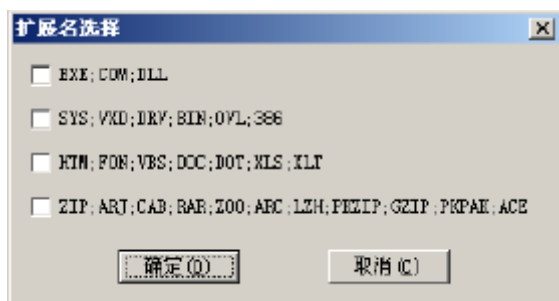 扩展名选择
EXE;COM;DLL
SYS;VXD;DRV;BIN;OVL;386
HTM;FON;VBS;DOC;DOT;XLS;XLT
ZIP;ARJ;CAB;RAR;ZOO;ARC;LZH;PKZIP;GZIP;PKPAK;ACE
确定(O) 取消(C)